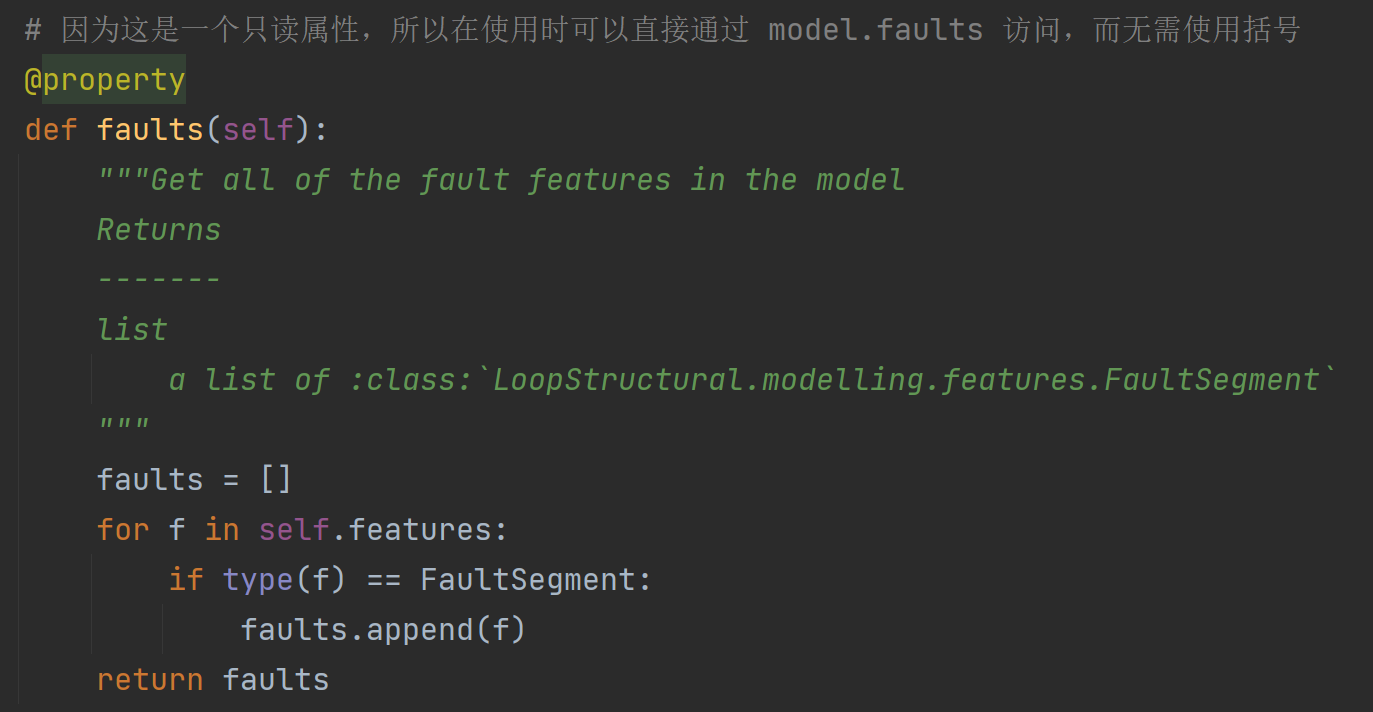 # 因为这是一个只读属性，所以在使用时可以直接通过 model.faults 访问，而无需使用括号
@property
def faults(self):
    """Get all of the fault features in the model
    Returns
    -------
    list
        a list of :class:`LoopStructural.modelling.features.FaultSegment`
    """
    faults = []
    for f in self.features:
        if type(f) == FaultSegment:
            faults.append(f)
    return faults